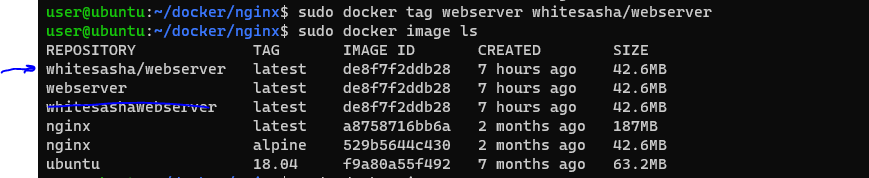 user@ubuntu:~/docker/nginx$ sudo docker tag webserver whitesasha/webserver
user@ubuntu:~/docker/nginx$ sudo docker image ls
REPOSITORY TAG IMAGE ID CREATED SIZE
whitesasha/webserver latest de8f7f2ddb28 7 hours ago 42.6MB
webserver latest de8f7f2ddb28 7 hours ago 42.6MB
whitesashawebserver latest de8f7f2ddb28 7 hours ago 42.6MB
nginx latest a8758716bb6a 2 months ago 187MB
nginx alpine 529b5644c430 2 months ago 42.6MB
ubuntu 18.04 f9a80a55f492 7 months ago 63.2MB